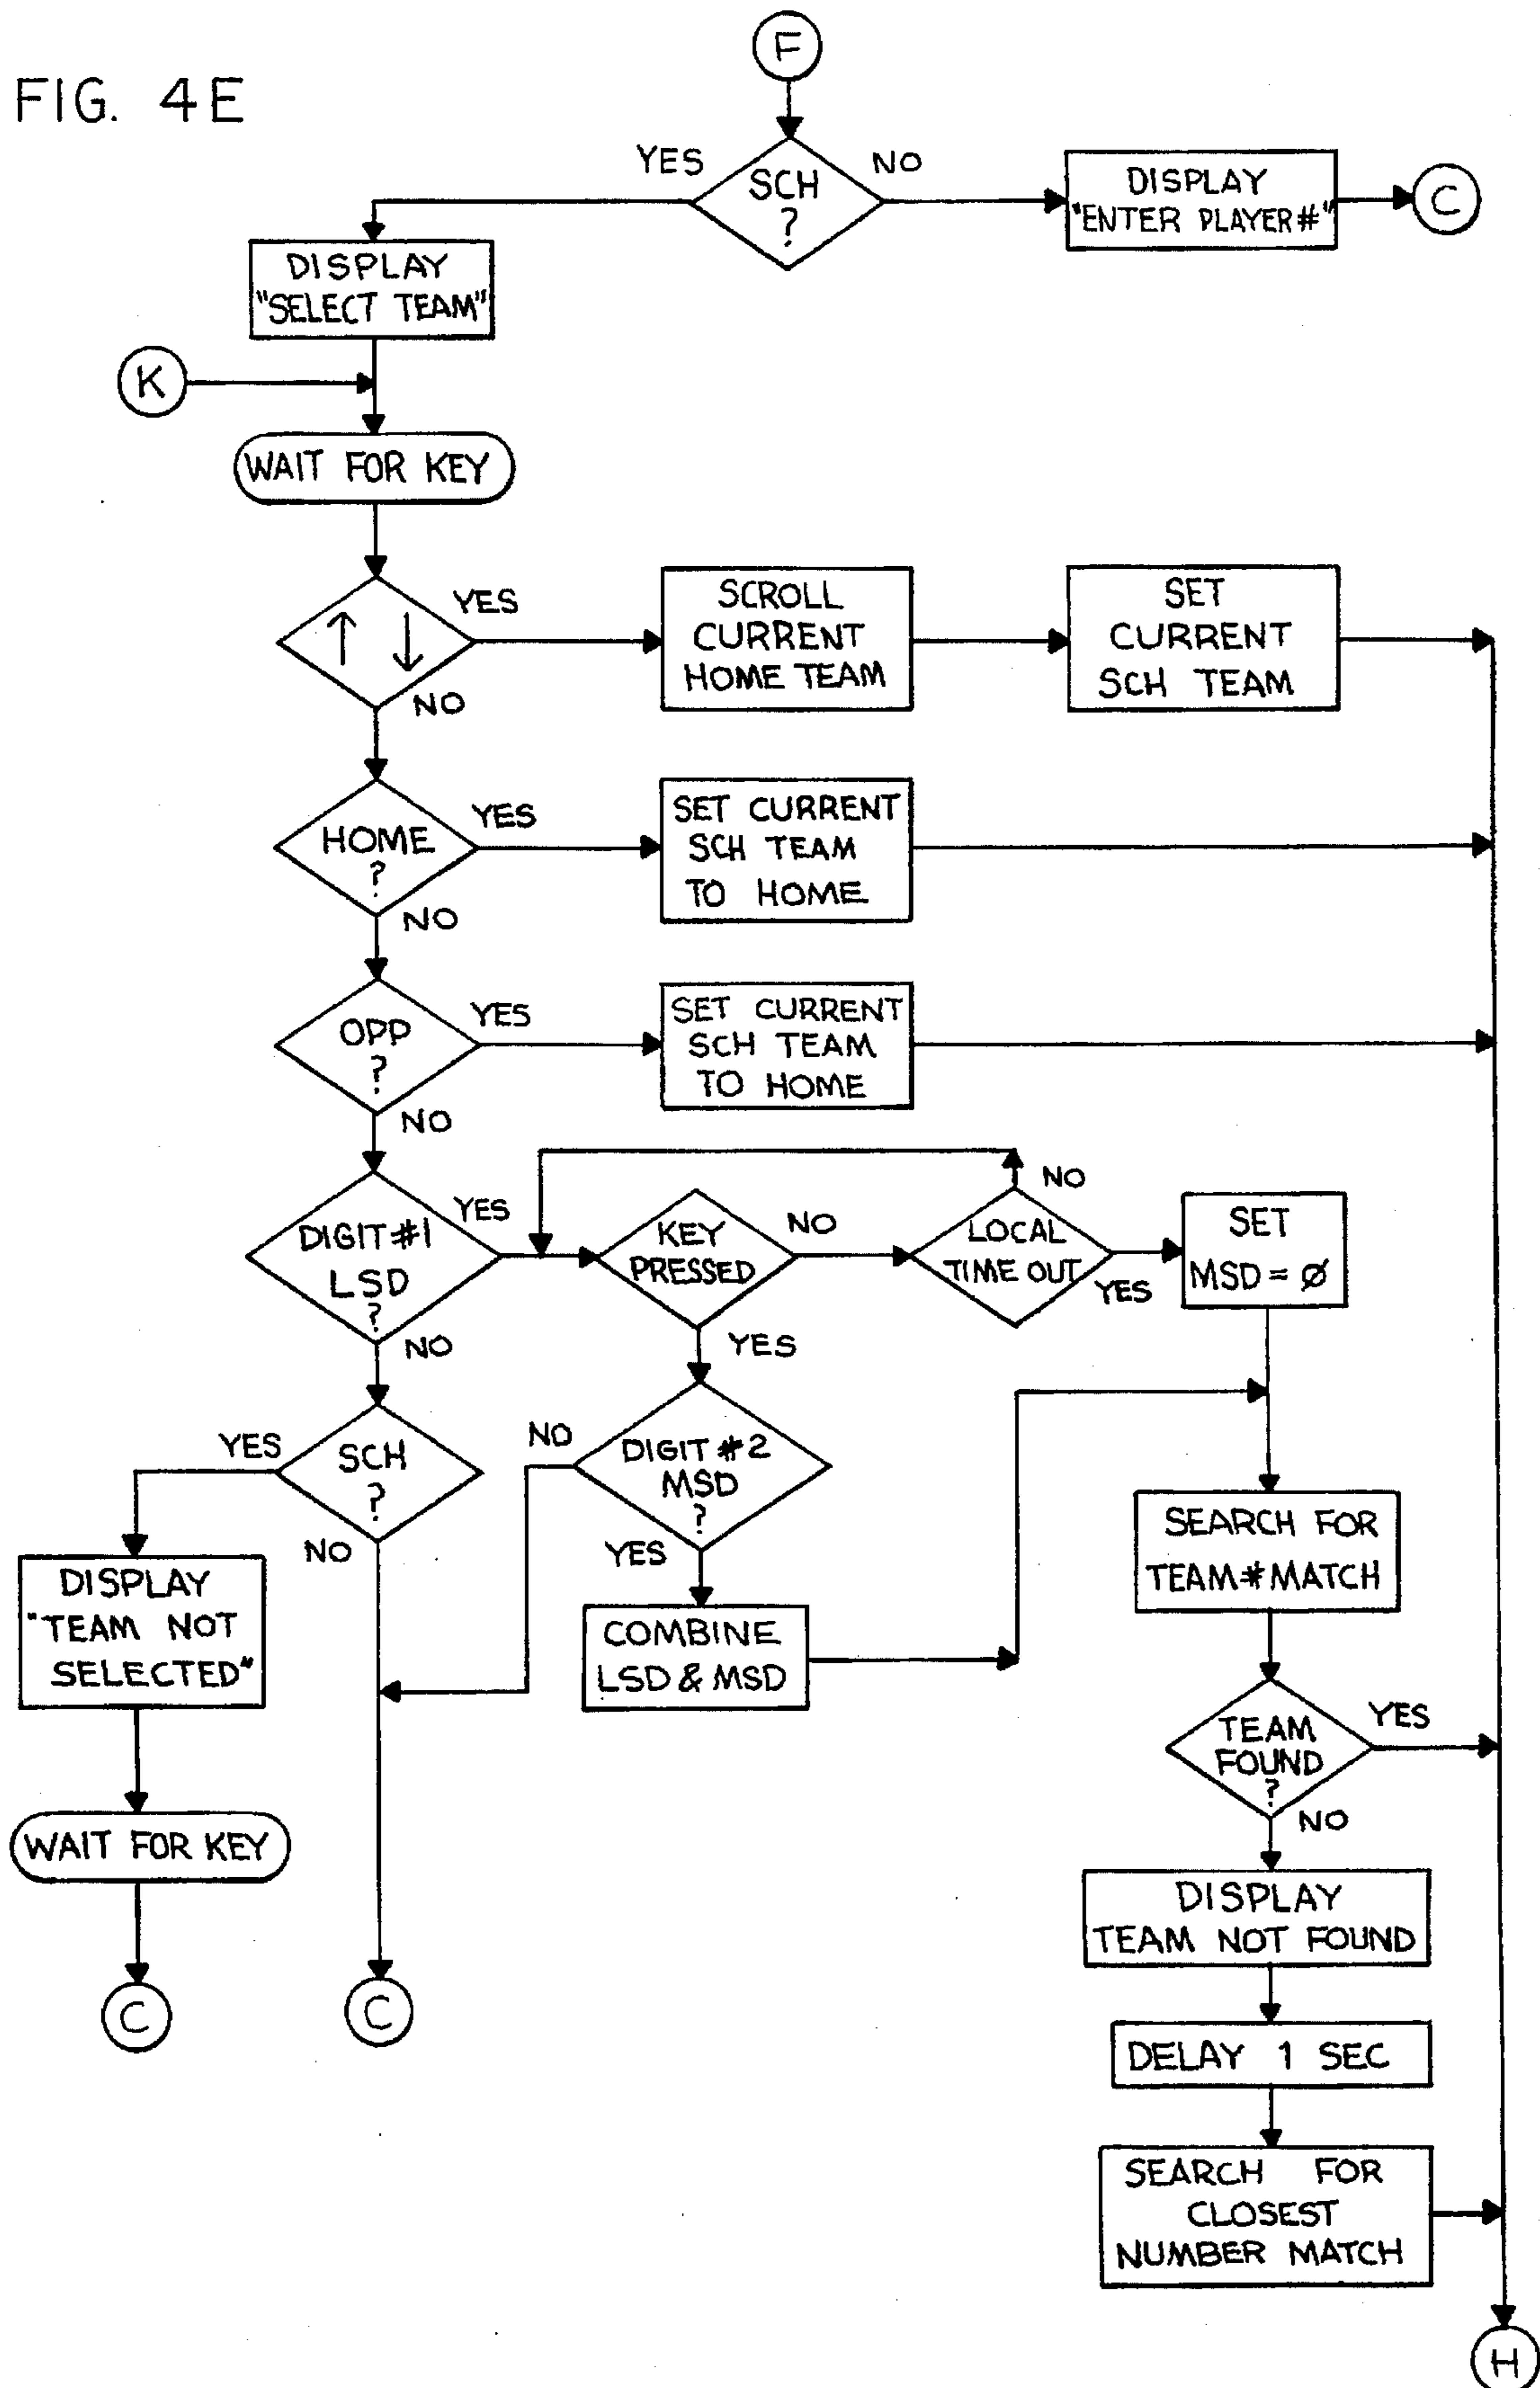 F
FIG. 4E
YES
NO
SCH
?
DISPLAY
"ENTER PLAYER#"
C
DISPLAY
"SELECT TEAM"
K
WAIT FOR KEY
↑ ↓
YES
NO
SCROLL
CURRENT
HOME TEAM
SET
CURRENT
SCH TEAM
HOME
?
YES
NO
SET CURRENT
SCH TEAM
TO HOME
OPP
?
YES
NO
SET CURRENT
SCH TEAM
TO HOME
DIGIT #1
LSD
?
YES
NO
KEY
PRESSED
NO
YES
LOCAL
TIME OUT
NO
YES
SET
MSD = Ø
SCH
?
YES
NO
DIGIT #2
MSD
?
NO
YES
COMBINE
LSD & MSD
SEARCH FOR
TEAM # MATCH
DISPLAY
"TEAM NOT
SELECTED"
TEAM
FOUND
?
YES
NO
WAIT FOR KEY
DISPLAY
TEAM NOT FOUND
C
C
DELAY 1 SEC
SEARCH FOR
CLOSEST
NUMBER MATCH
H